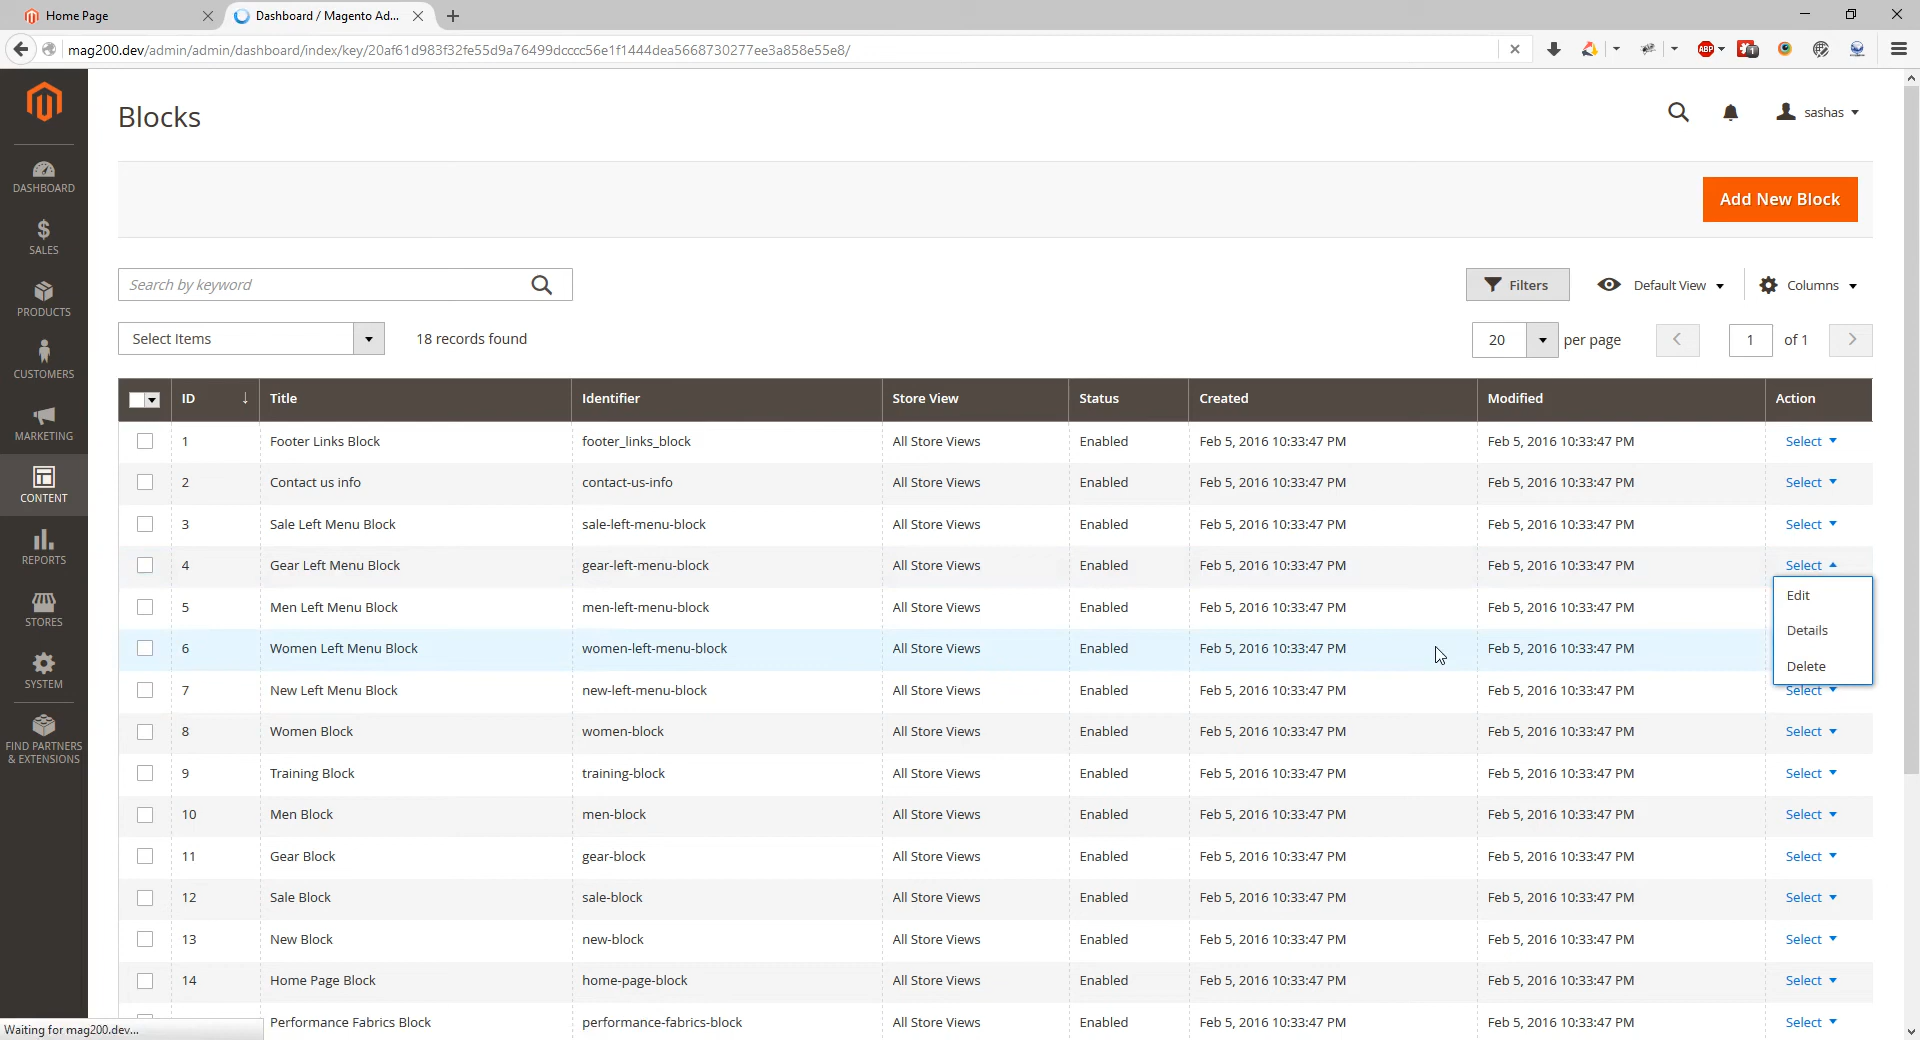 Home Page
Dashboard / Magento Ad...
mag200.dev/admin/admin/dashboard/index/key/20af61d983f32fe55d9a76499dcccc56e1f1444dea5668730277ee3a858e55e8/
ABP
1
Blocks
sashas
Add New Block
DASHBOARD
SALES
PRODUCTS
CUSTOMERS
MARKETING
CONTENT
REPORTS
STORES
SYSTEM
FIND PARTNERS
& EXTENSIONS
Search by keyword
Filters
Default View
Columns
Select Items
18 records found
20 per page
1 of 1
ID ↓ Title Identifier Store View Status Created Modified Action
1 Footer Links Block footer_links_block All Store Views Enabled Feb 5, 2016 10:33:47 PM Feb 5, 2016 10:33:47 PM Select
2 Contact us info contact-us-info All Store Views Enabled Feb 5, 2016 10:33:47 PM Feb 5, 2016 10:33:47 PM Select
3 Sale Left Menu Block sale-left-menu-block All Store Views Enabled Feb 5, 2016 10:33:47 PM Feb 5, 2016 10:33:47 PM Select
4 Gear Left Menu Block gear-left-menu-block All Store Views Enabled Feb 5, 2016 10:33:47 PM Feb 5, 2016 10:33:47 PM Select
Edit
5 Men Left Menu Block men-left-menu-block All Store Views Enabled Feb 5, 2016 10:33:47 PM Feb 5, 2016 10:33:47 PM
Details
6 Women Left Menu Block women-left-menu-block All Store Views Enabled Feb 5, 2016 10:33:47 PM Feb 5, 2016 10:33:47 PM
Delete
7 New Left Menu Block new-left-menu-block All Store Views Enabled Feb 5, 2016 10:33:47 PM Feb 5, 2016 10:33:47 PM Select
8 Women Block women-block All Store Views Enabled Feb 5, 2016 10:33:47 PM Feb 5, 2016 10:33:47 PM Select
9 Training Block training-block All Store Views Enabled Feb 5, 2016 10:33:47 PM Feb 5, 2016 10:33:47 PM Select
10 Men Block men-block All Store Views Enabled Feb 5, 2016 10:33:47 PM Feb 5, 2016 10:33:47 PM Select
11 Gear Block gear-block All Store Views Enabled Feb 5, 2016 10:33:47 PM Feb 5, 2016 10:33:47 PM Select
12 Sale Block sale-block All Store Views Enabled Feb 5, 2016 10:33:47 PM Feb 5, 2016 10:33:47 PM Select
13 New Block new-block All Store Views Enabled Feb 5, 2016 10:33:47 PM Feb 5, 2016 10:33:47 PM Select
14 Home Page Block home-page-block All Store Views Enabled Feb 5, 2016 10:33:47 PM Feb 5, 2016 10:33:47 PM Select
Performance Fabrics Block performance-fabrics-block All Store Views Enabled Feb 5, 2016 10:33:47 PM Feb 5, 2016 10:33:47 PM Select
Waiting for mag200.dev...